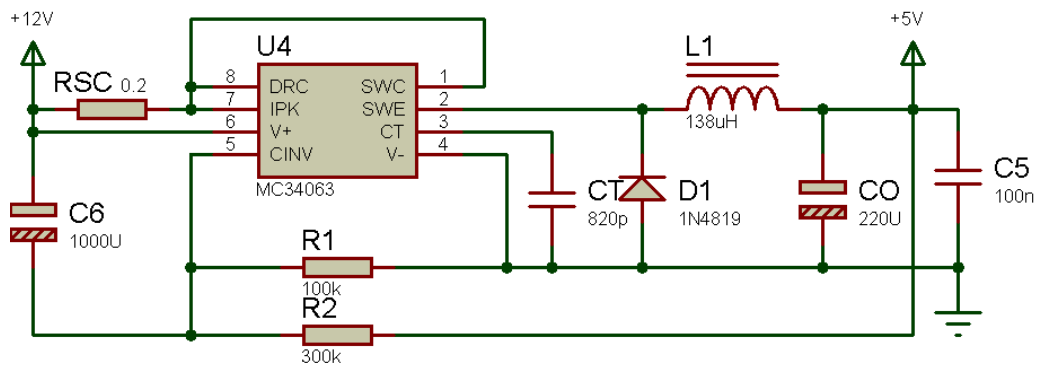 +12V
+5V
U4
L1
RSC 0.2
8 DRC SWC 1
7 IPK SWE 2
6 V+ CT 3
5 CINV V- 4
MC34063
138uH
C6
1000U
CT
820p
D1
1N4819
CO
220U
C5
100n
R1
100k
R2
300k